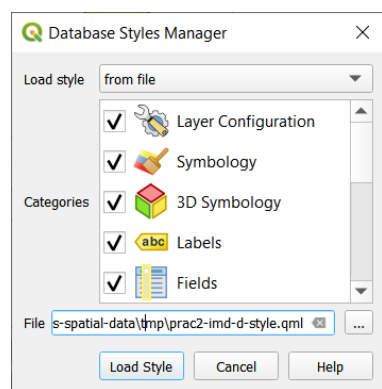 Database Styles Manager
Load style from file
Layer Configuration
Symbology
Categories
3D Symbology
abc Labels
Fields
File s-spatial-data\tmp\prac2-imd-d-style.qml ...
Load Style Cancel Help